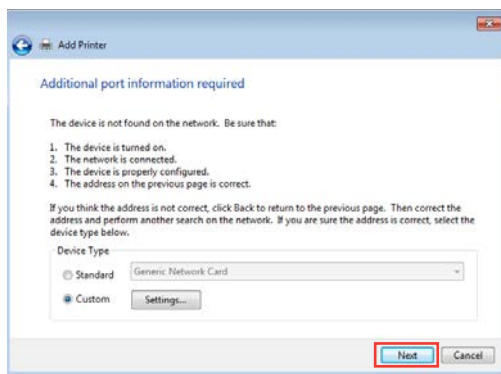 Add Printer
Additional port information required
The device is not found on the network. Be sure that:
1. The device is turned on.
2. The network is connected.
3. The device is properly configured.
4. The address on the previous page is correct.
If you think the address is not correct, click Back to return to the previous page. Then correct the
address and perform another search on the network. If you are sure the address is correct, select the
device type below.
Device Type
Standard Generic Network Card
Custom Settings...
Next Cancel